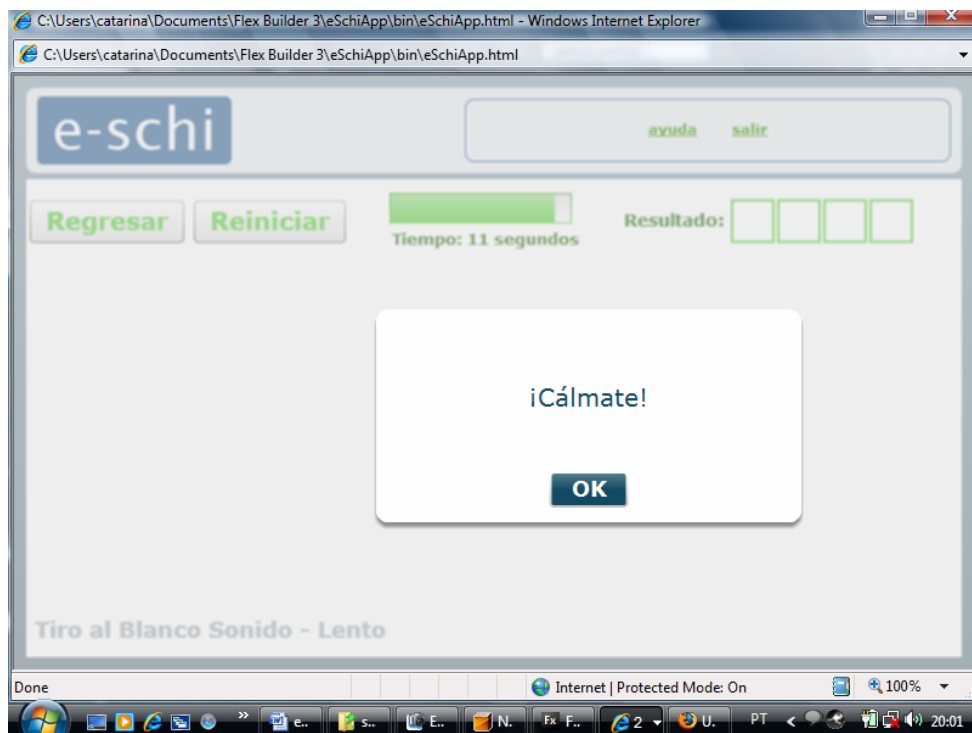 C:\Users\catarina\Documents\Flex Builder 3\eSchiApp\bin\eSchiApp.html - Windows Internet Explorer
C:\Users\catarina\Documents\Flex Builder 3\eSchiApp\bin\eSchiApp.html
e-schi
ayuda salir
Regresar Reiniciar
Tiempo: 11 segundos
Resultado:
¡Cálmate!
OK
Tiro al Blanco Sonido - Lento
Done Internet | Protected Mode: On 100%
e.. s.. E.. N. F.. 2 U. PT 20:01